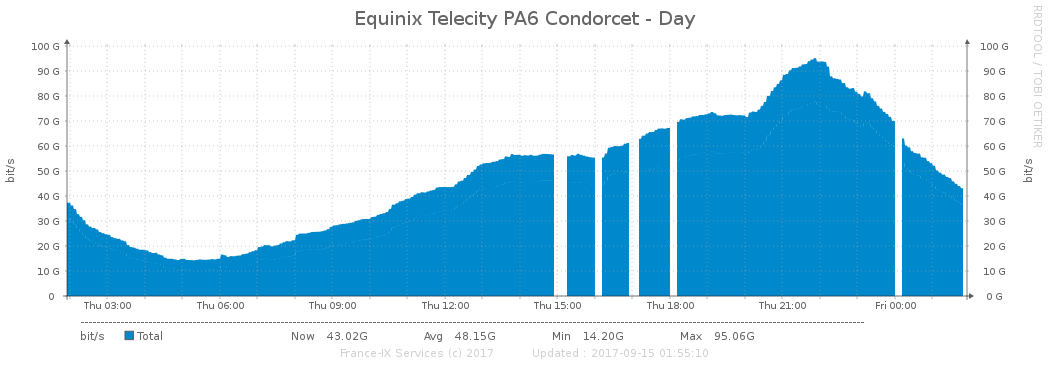 Equinix Telecity PA6 Condorcet - Day
RRDTOOL / TOBI OETIKER
bit/s
100 G 100 G
90 G 90 G
80 G 80 G
70 G 70 G
60 G 60 G
50 G 50 G
40 G 40 G
30 G 30 G
20 G 20 G
10 G 10 G
0 0 G
bit/s
Thu 03:00 Thu 06:00 Thu 09:00 Thu 12:00 Thu 15:00 Thu 18:00 Thu 21:00 Fri 00:00
bit/s Total Now 43.02G Avg 48.15G Min 14.20G Max 95.06G
France-IX Services (c) 2017 Updated : 2017-09-15 01:55:10